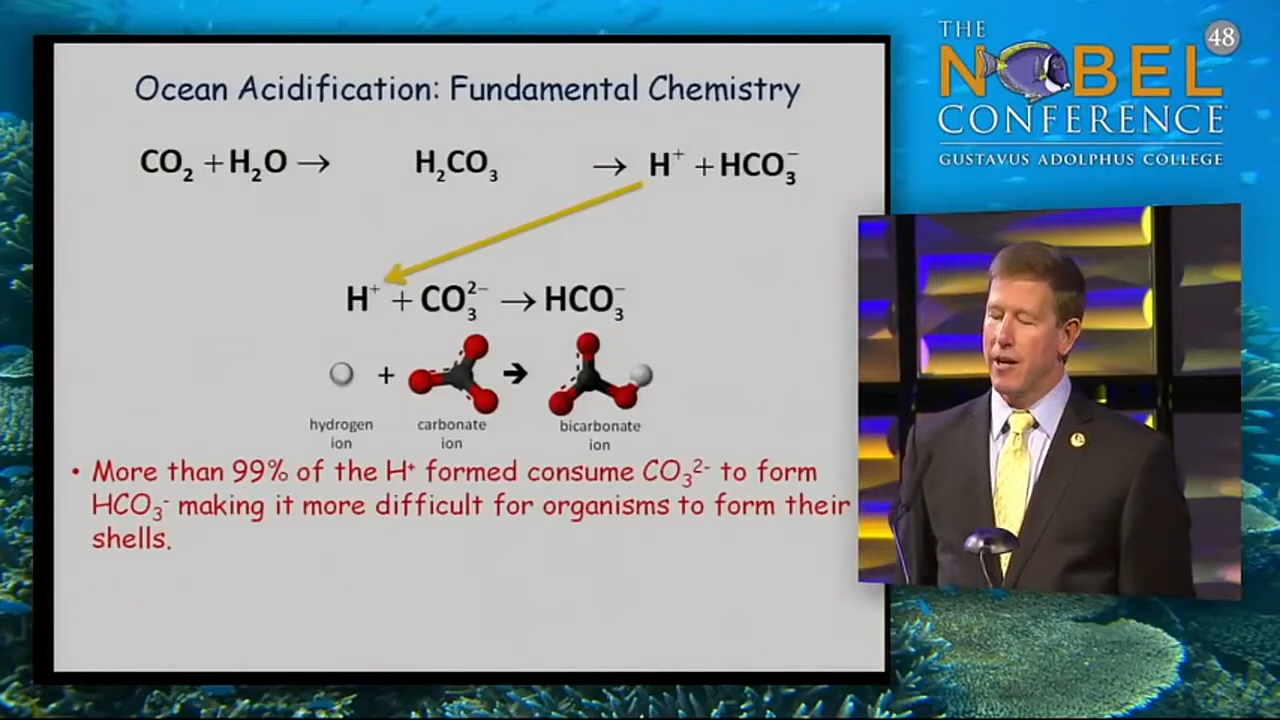 Ocean Acidification: Fundamental Chemistry
CO₂ + H₂O → H₂CO₃ → H⁺ + HCO₃⁻
H⁺ + CO₃²⁻ → HCO₃⁻
+ ➔
hydrogen ion
carbonate ion
bicarbonate ion
• More than 99% of the H⁺ formed consume CO₃²⁻ to form
HCO₃⁻ making it more difficult for organisms to form their
shells.
THE
NOBEL
48
CONFERENCE
GUSTAVUS ADOLPHUS COLLEGE